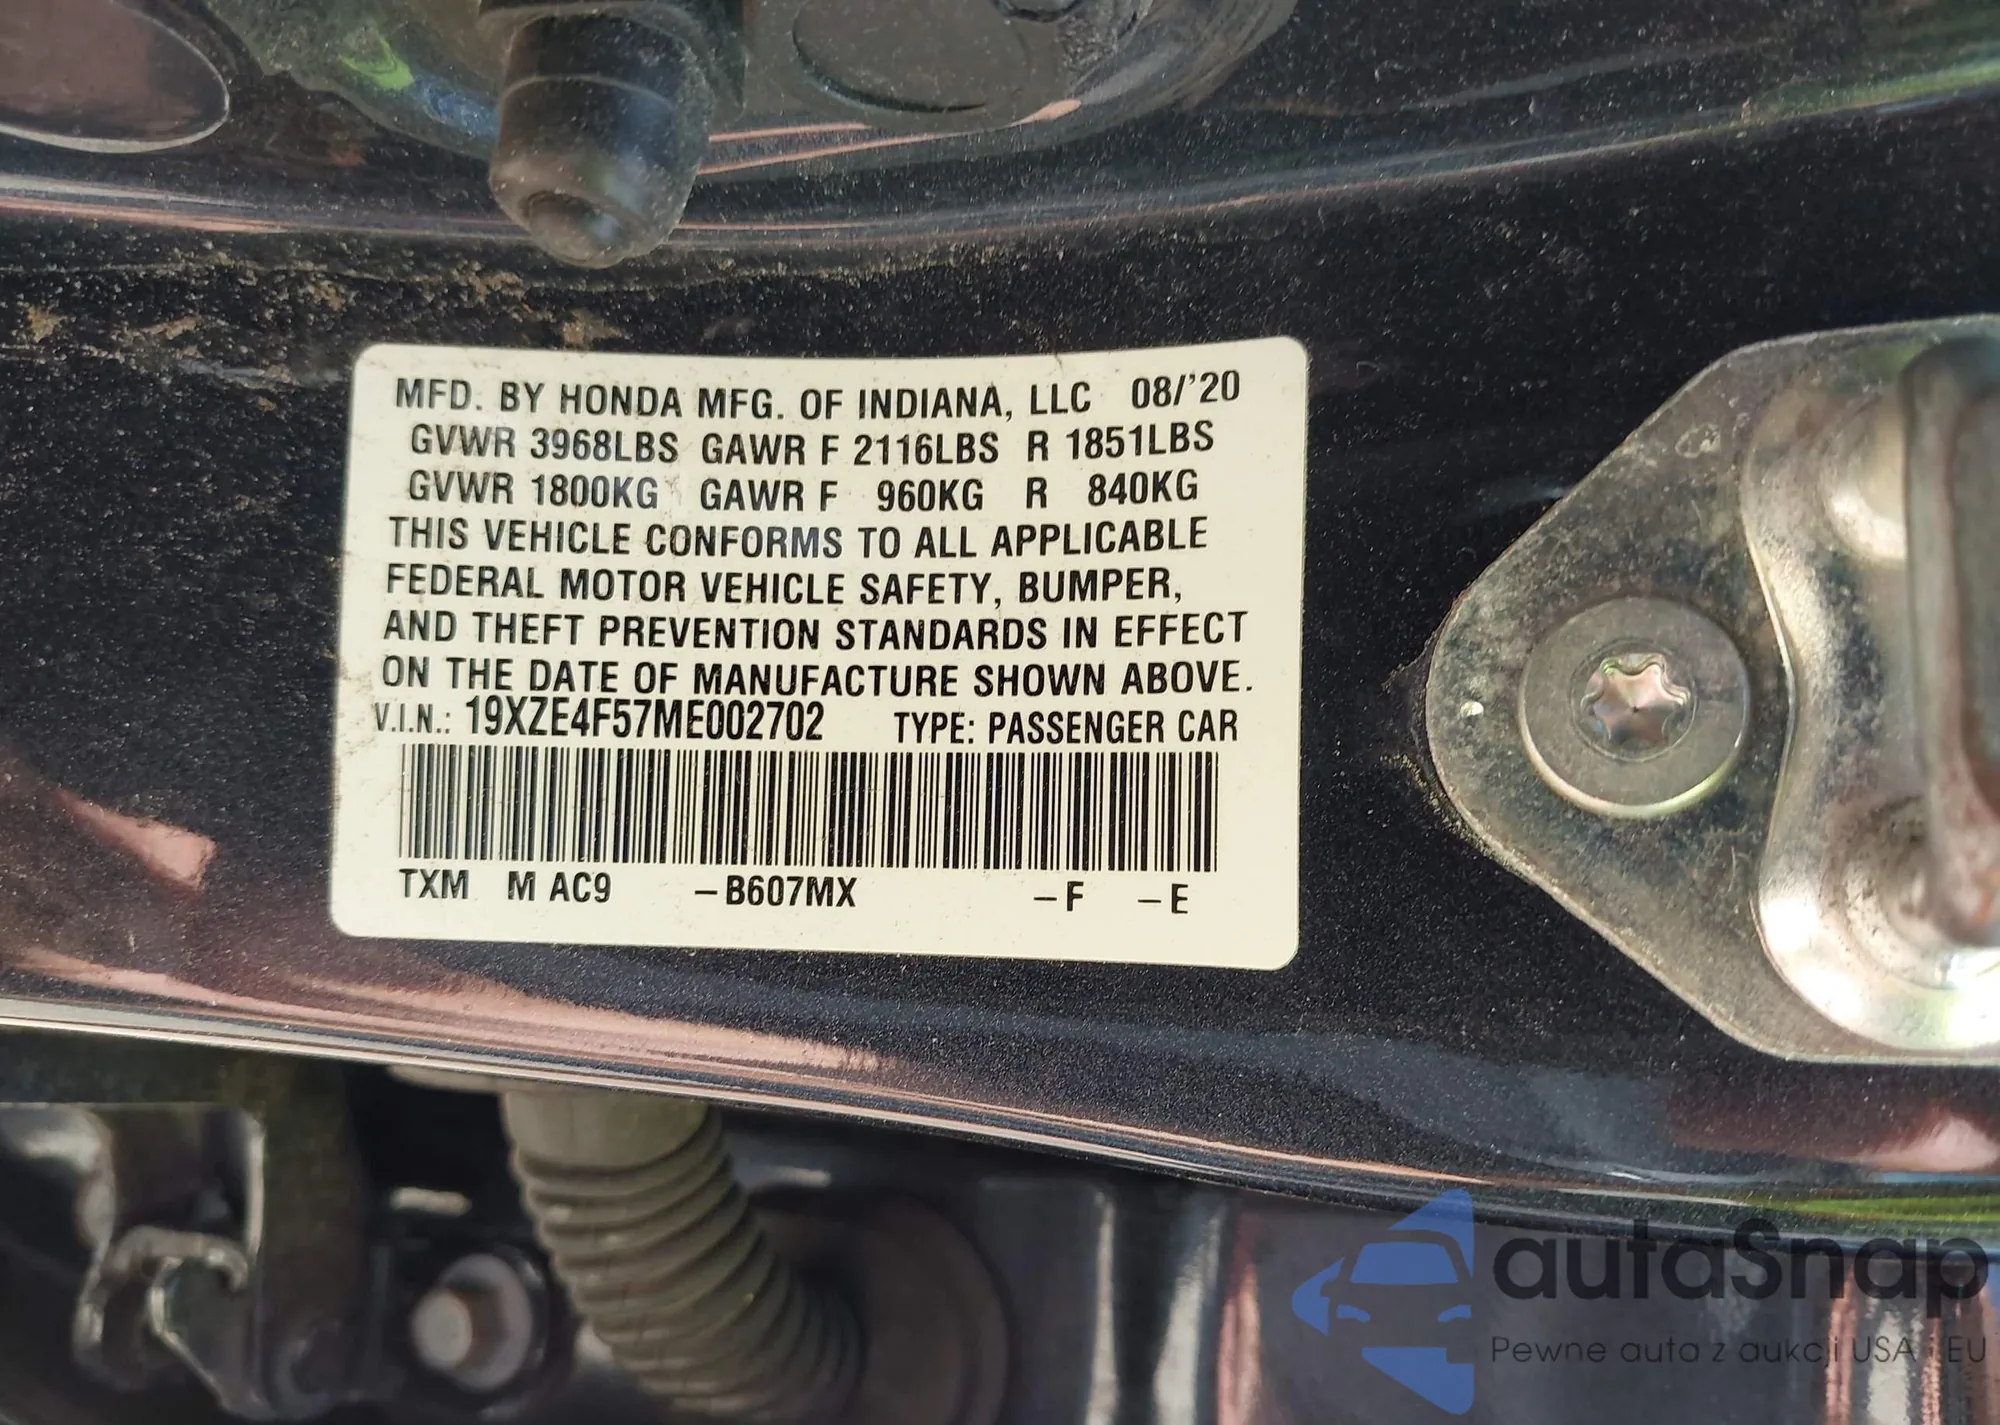 MFD. BY HONDA MFG. OF INDIANA, LLC 08/'20
GVWR 3968LBS GAWR F 2116LBS R 1851LBS
GVWR 1800KG GAWR F 960KG R 840KG
THIS VEHICLE CONFORMS TO ALL APPLICABLE
FEDERAL MOTOR VEHICLE SAFETY, BUMPER,
AND THEFT PREVENTION STANDARDS IN EFFECT
ON THE DATE OF MANUFACTURE SHOWN ABOVE.
V.I.N.: 19XZE4F57ME002702 TYPE: PASSENGER CAR
TXM M AC9 –B607MX –F –E
autaSnap
Pewne auta z aukcji USA i EU